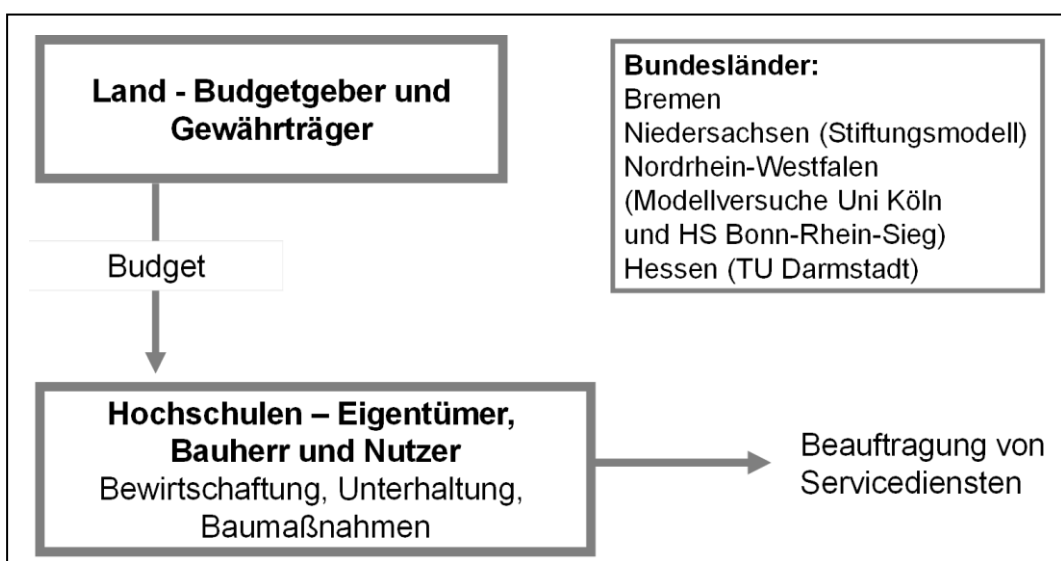 Land - Budgetgeber und
Gewährträger
Bundesländer:
Bremen
Niedersachsen (Stiftungsmodell)
Nordrhein-Westfalen
(Modellversuche Uni Köln
und HS Bonn-Rhein-Sieg)
Hessen (TU Darmstadt)
Budget
Hochschulen – Eigentümer,
Bauherr und Nutzer
Bewirtschaftung, Unterhaltung,
Baumaßnahmen
Beauftragung von
Servicediensten